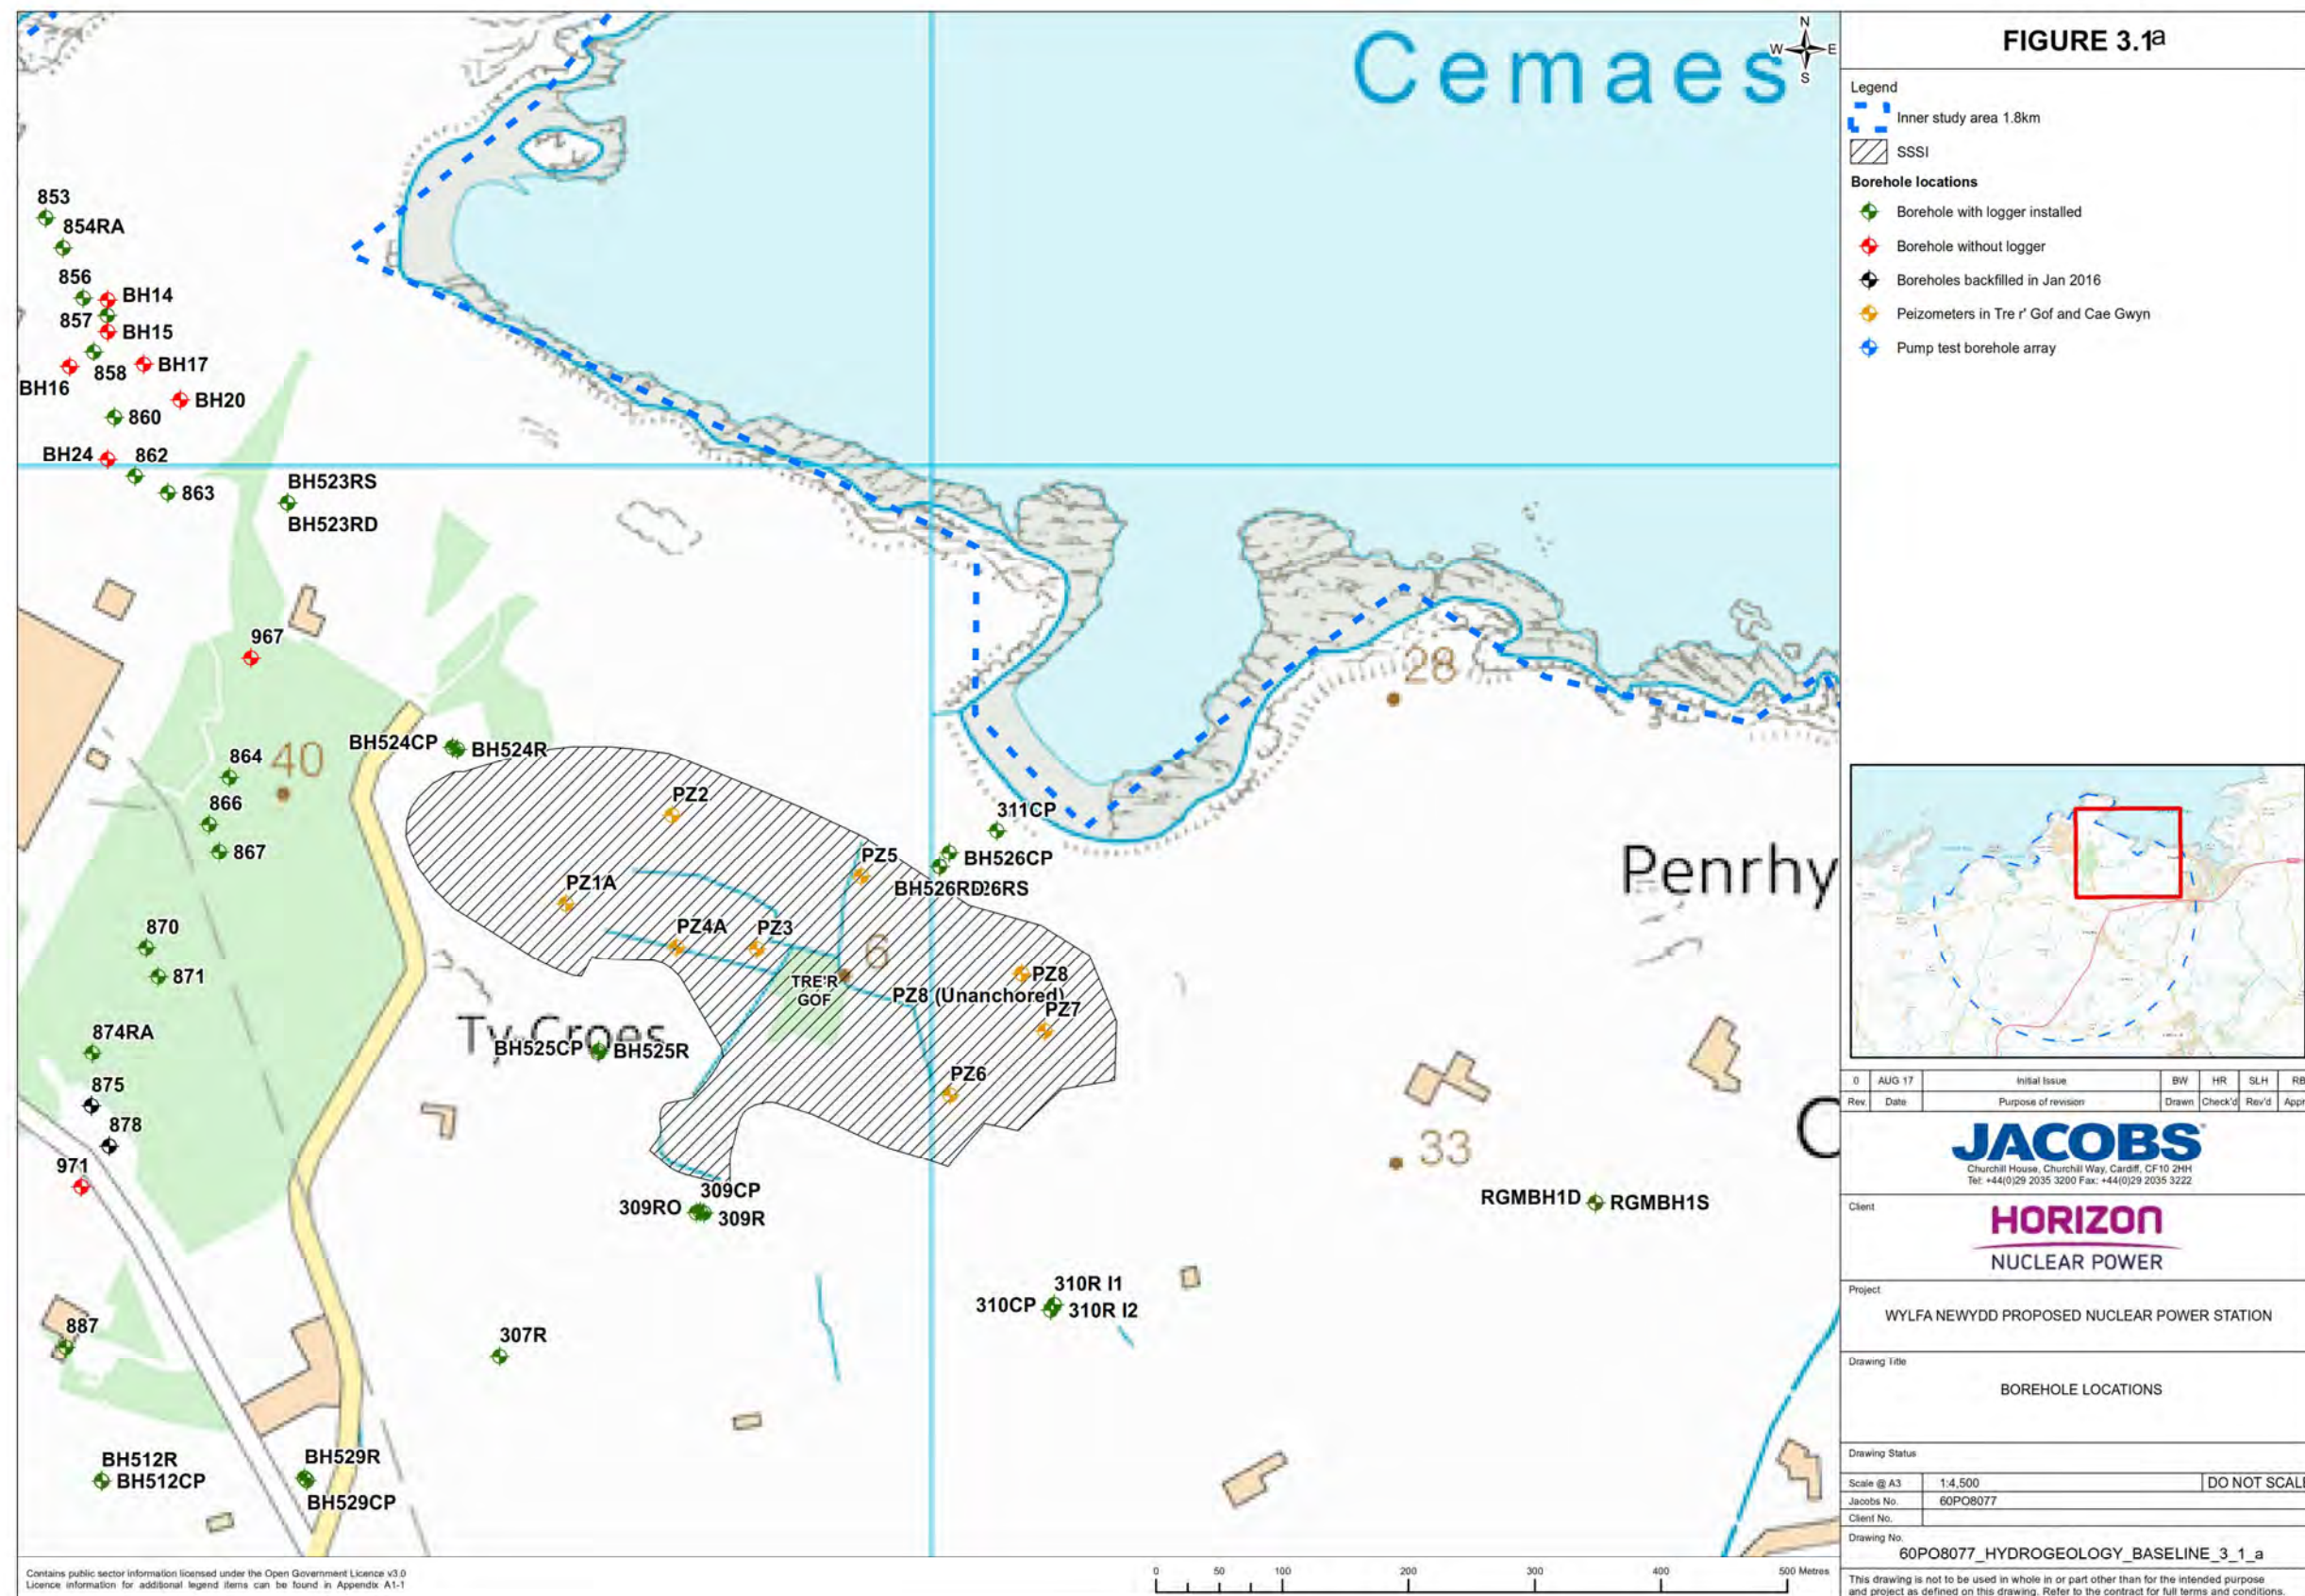 Cemaes
N
W E
S
853
854RA
856
BH14
857
BH15
BH16
858
BH17
BH20
860
BH24
862
863
BH523RS
BH523RD
967
BH524CP
BH524R
864
40
866
867
870
871
874RA
875
878
971
887
28
PZ2
311CP
PZ5
BH526CP
BH526RD26RS
PZ1A
PZ4A
PZ3
6
TRE'R
GOF
PZ8
PZ8 (Unanchored)
PZ7
PZ6
Penrhy
Ty-Croes
BH525CP
BH525R
309CP
309RO
309R
33
C
RGMBH1D
RGMBH1S
310R I1
310CP
310R I2
307R
BH512R
BH512CP
BH529R
BH529CP
Contains public sector information licensed under the Open Government Licence v3.0
Licence information for additional legend items can be found in Appendix A1-1
0 50 100 200 300 400 500 Metres
FIGURE 3.1a
Legend
Inner study area 1.8km
SSSI
Borehole locations
Borehole with logger installed
Borehole without logger
Boreholes backfilled in Jan 2016
Peizometers in Tre r' Gof and Cae Gwyn
Pump test borehole array
0 AUG 17 Initial Issue BW HR SLH RB
Rev. Date Purpose of revision Drawn Check'd Rev'd Appr
JACOBS
Churchill House, Churchill Way, Cardiff, CF10 2HH
Tel: +44(0)29 2035 3200 Fax: +44(0)29 2035 3222
Client
HORIZON
NUCLEAR POWER
Project
WYLFA NEWYDD PROPOSED NUCLEAR POWER STATION
Drawing Title
BOREHOLE LOCATIONS
Drawing Status
Scale @ A3 1:4,500 DO NOT SCALE
Jacobs No. 60PO8077
Client No.
Drawing No.
60PO8077_HYDROGEOLOGY_BASELINE_3_1_a
This drawing is not to be used in whole in or part other than for the intended purpose
and project as defined on this drawing. Refer to the contract for full terms and conditions.